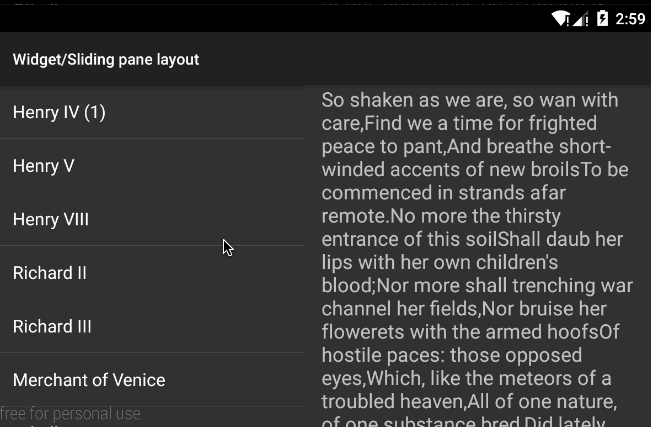 2:59
Widget/Sliding pane layout
Henry IV (1)
Henry V
Henry VIII
Richard II
Richard III
Merchant of Venice
free for personal use
So shaken as we are, so wan with
care,Find we a time for frighted
peace to pant,And breathe short-
winded accents of new broilsTo be
commenced in strands afar
remote.No more the thirsty
entrance of this soilShall daub her
lips with her own children's
blood;Nor more shall trenching war
channel her fields,Nor bruise her
flowerets with the armed hoofsOf
hostile paces: those opposed
eyes,Which, like the meteors of a
troubled heaven,All of one nature,
of one substance bred,Did lately